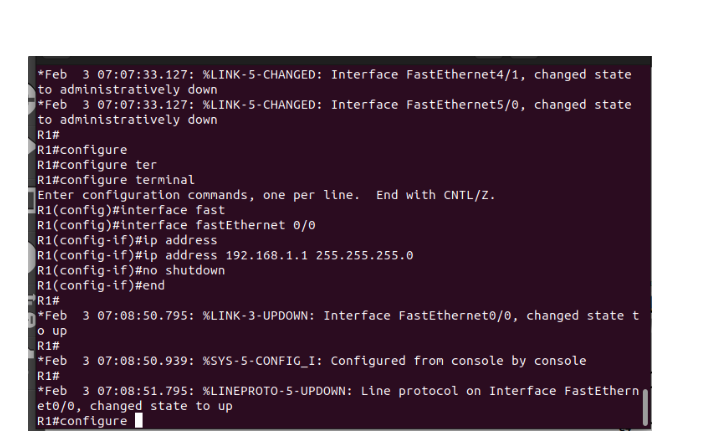 *Feb  3 07:07:33.127: %LINK-5-CHANGED: Interface FastEthernet4/1, changed state
to administratively down
*Feb  3 07:07:33.127: %LINK-5-CHANGED: Interface FastEthernet5/0, changed state
to administratively down
R1#
R1#configure
R1#configure ter
R1#configure terminal
Enter configuration commands, one per line.  End with CNTL/Z.
R1(config)#interface fast
R1(config)#interface fastEthernet 0/0
R1(config-if)#ip address
R1(config-if)#ip address 192.168.1.1 255.255.255.0
R1(config-if)#no shutdown
R1(config-if)#end
R1#
*Feb  3 07:08:50.795: %LINK-3-UPDOWN: Interface FastEthernet0/0, changed state t
o up
R1#
*Feb  3 07:08:50.939: %SYS-5-CONFIG_I: Configured from console by console
R1#
*Feb  3 07:08:51.795: %LINEPROTO-5-UPDOWN: Line protocol on Interface FastEthern
et0/0, changed state to up
R1#configure